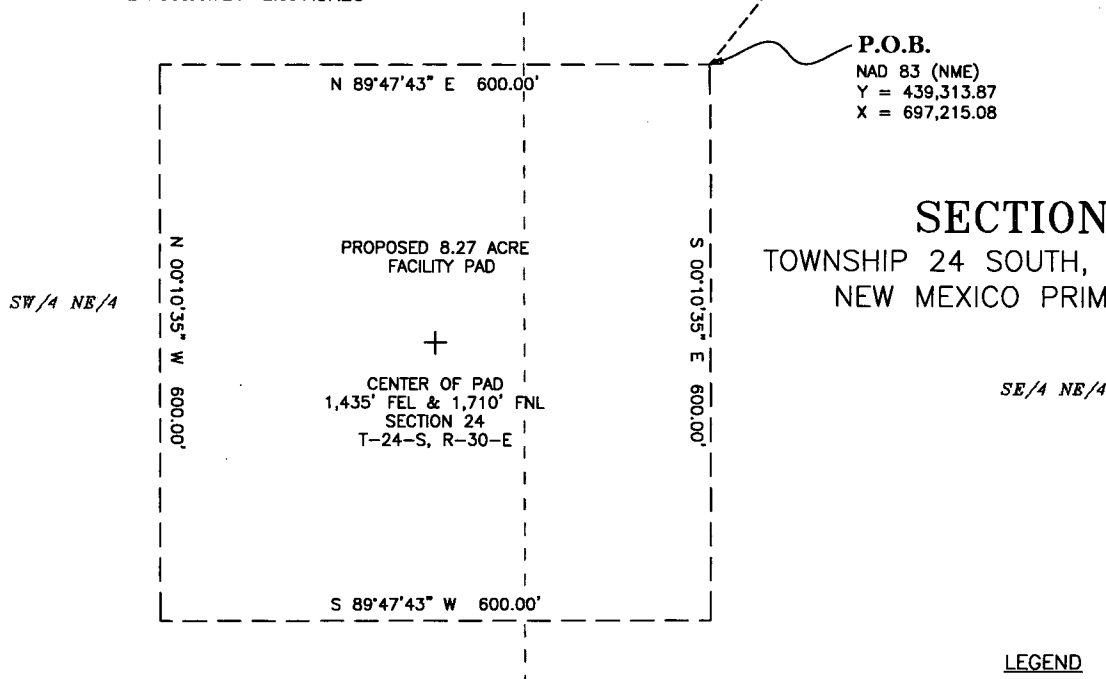 P.O.B.
NAD 83 (NME)
Y = 439,313.87
X = 697,215.08
N 89°47'43" E 600.00'
SECTION
TOWNSHIP 24 SOUTH,
NEW MEXICO PRIM
N 00°10'35" W 600.00'
PROPOSED 8.27 ACRE
FACILITY PAD
S 00°10'35" E 600.00'
SW/4 NE/4
CENTER OF PAD
1,435' FEL & 1,710' FNL
SECTION 24
T-24-S, R-30-E
SE/4 NE/4
S 89°47'43" W 600.00'
LEGEND